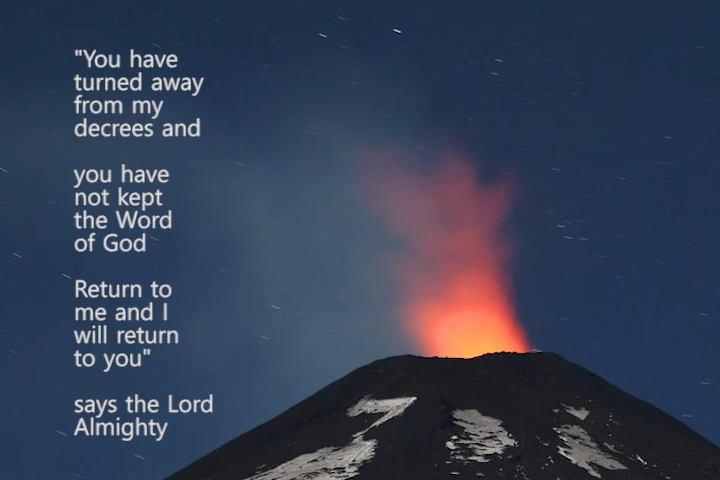 "You have
turned away
from my
decrees and
you have
not kept
the Word
of God
Return to
me and I
will return
to you"
says the Lord
Almighty